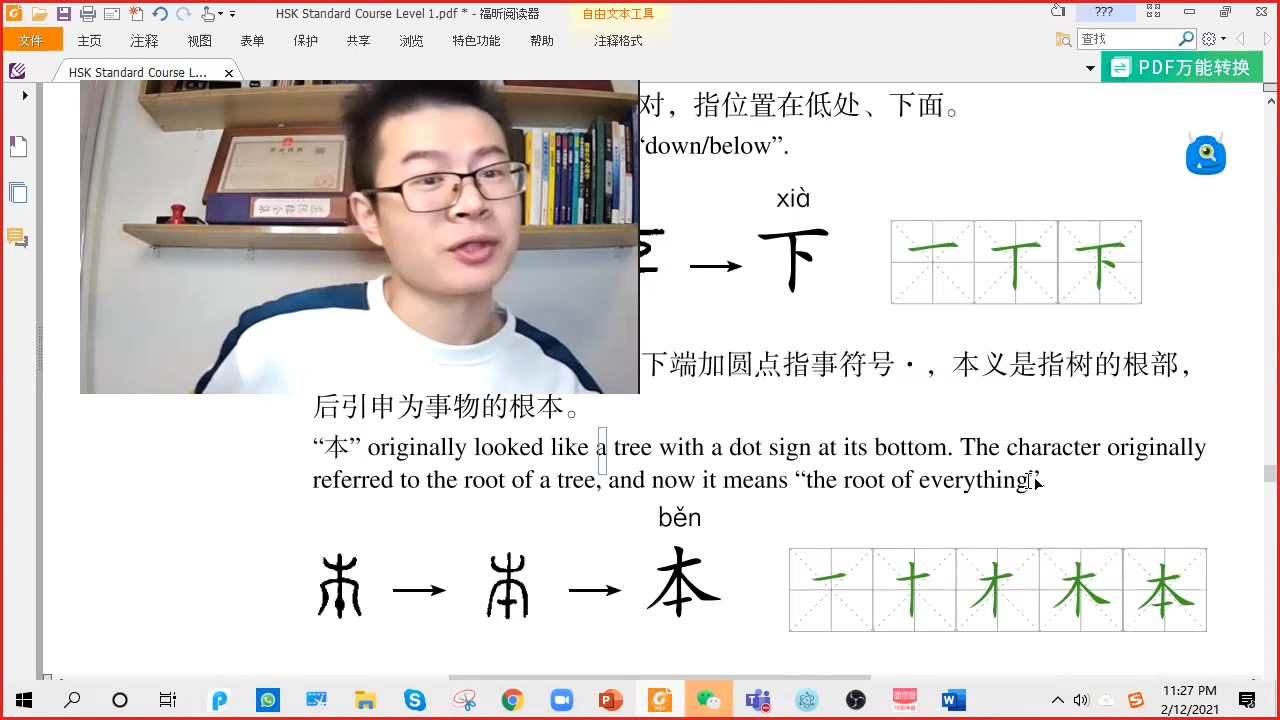 HSK Standard Course Level 1.pdf * - 福昕阅读器
自由文本工具
???
文件
主页
注释
视图
表单
保护
共享
浏览
特色功能
帮助
注释格式
查找
HSK Standard Course L...
PDF万能转换
对，指位置在低处、下面。
“down/below”.
xià
下
下端加圆点指事符号·，本义是指树的根部，
后引申为事物的根本。
“本” originally looked like a tree with a dot sign at its bottom. The character originally
referred to the root of a tree, and now it means “the root of everything”.
běn
本
11:27 PM
2/12/2021